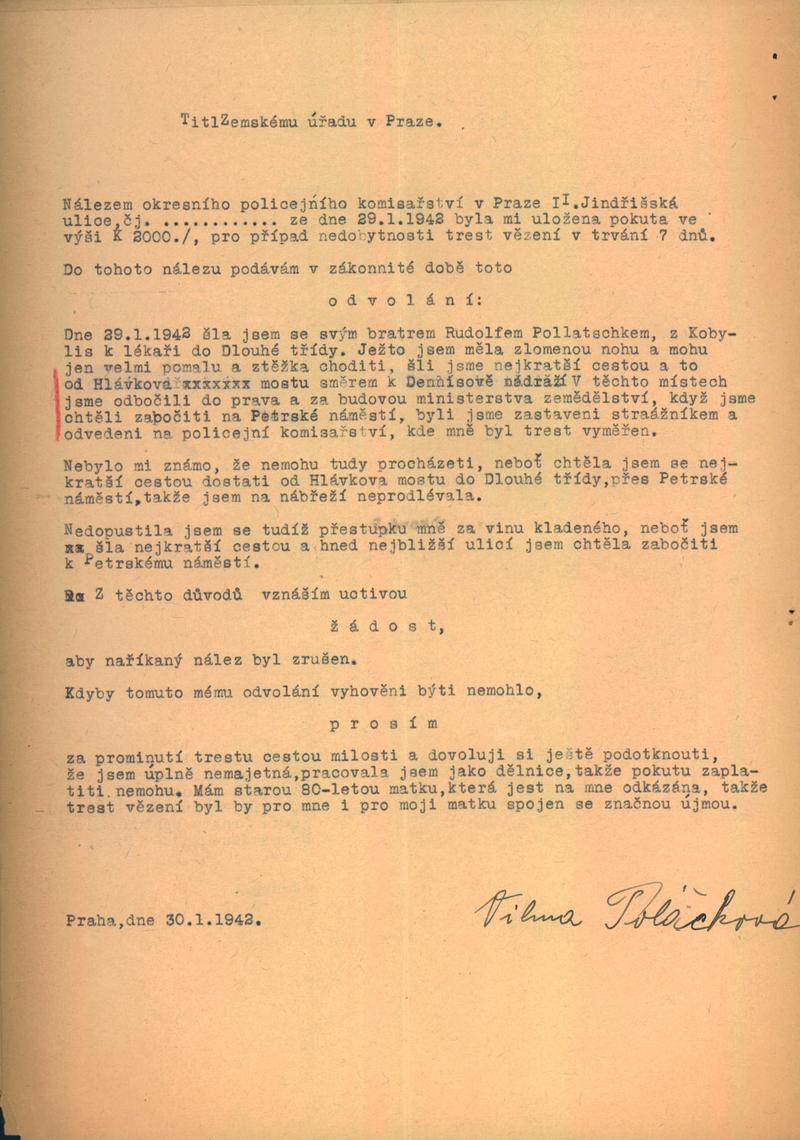 TitlZemskému úřadu v Praze.
Nálezem okresního policejního komisařství v Praze II.Jindřišská
ulice,čj. ............ ze dne 29.1.1942 byla mi uložena pokuta ve
výši K 2000./, pro případ nedobytnosti trest vězení v trvání 7 dnů.
Do tohoto nálezu podávám v zákonnité době toto
o d v o l á n í:
Dne 29.1.1942 šla jsem se svým bratrem Rudolfem Pollatschkem, z Koby-
lis k lékaři do Dlouhé třídy. Ježto jsem měla zlomenou nohu a mohu
jen velmi pomalu a ztěžka choditi, šli jsme nejkratší cestou a to
od Hlávkova xxxxxxx mostu směrem k Dennisově nádraží V těchto místech
jsme odbočili do prava a za budovou ministerstva zemědělství, když jsme
chtěli zabočiti na Petrské náměstí, byli jsme zastaveni straážníkem a
odvedeni na policejní komisařství, kde mně byl trest vyměřen.
Nebylo mi známo, že nemohu tudy procházeti, neboť chtěla jsem se nej-
kratší cestou dostati od Hlávkova mostu do Dlouhé třídy,přes Petrské
náměstí,takže jsem na nábřeží neprodlévala.
Nedopustila jsem se tudíž přestupku mně za vinu kladeného, neboť jsem
xx šla nejkratší cestou a hned nejbližší ulicí jsem chtěla zabočiti
k Petrskému náměstí.
Z těchto důvodů vznáším uctivou
ž á d o s t,
aby naříkaný nález byl zrušen.
Kdyby tomuto mému odvolání vyhověni býti nemohlo,
p r o s í m
za prominutí trestu cestou milosti a dovoluji si ještě podotknouti,
že jsem úplně nemajetná,pracovala jsem jako dělnice,takže pokutu zapla-
titi nemohu. Mám starou 80-letou matku,která jest na mne odkázána, takže
trest vězení byl by pro mne i pro moji matku spojen se značnou újmou.
Praha,dne 30.1.1942.
Vilma Poláčková